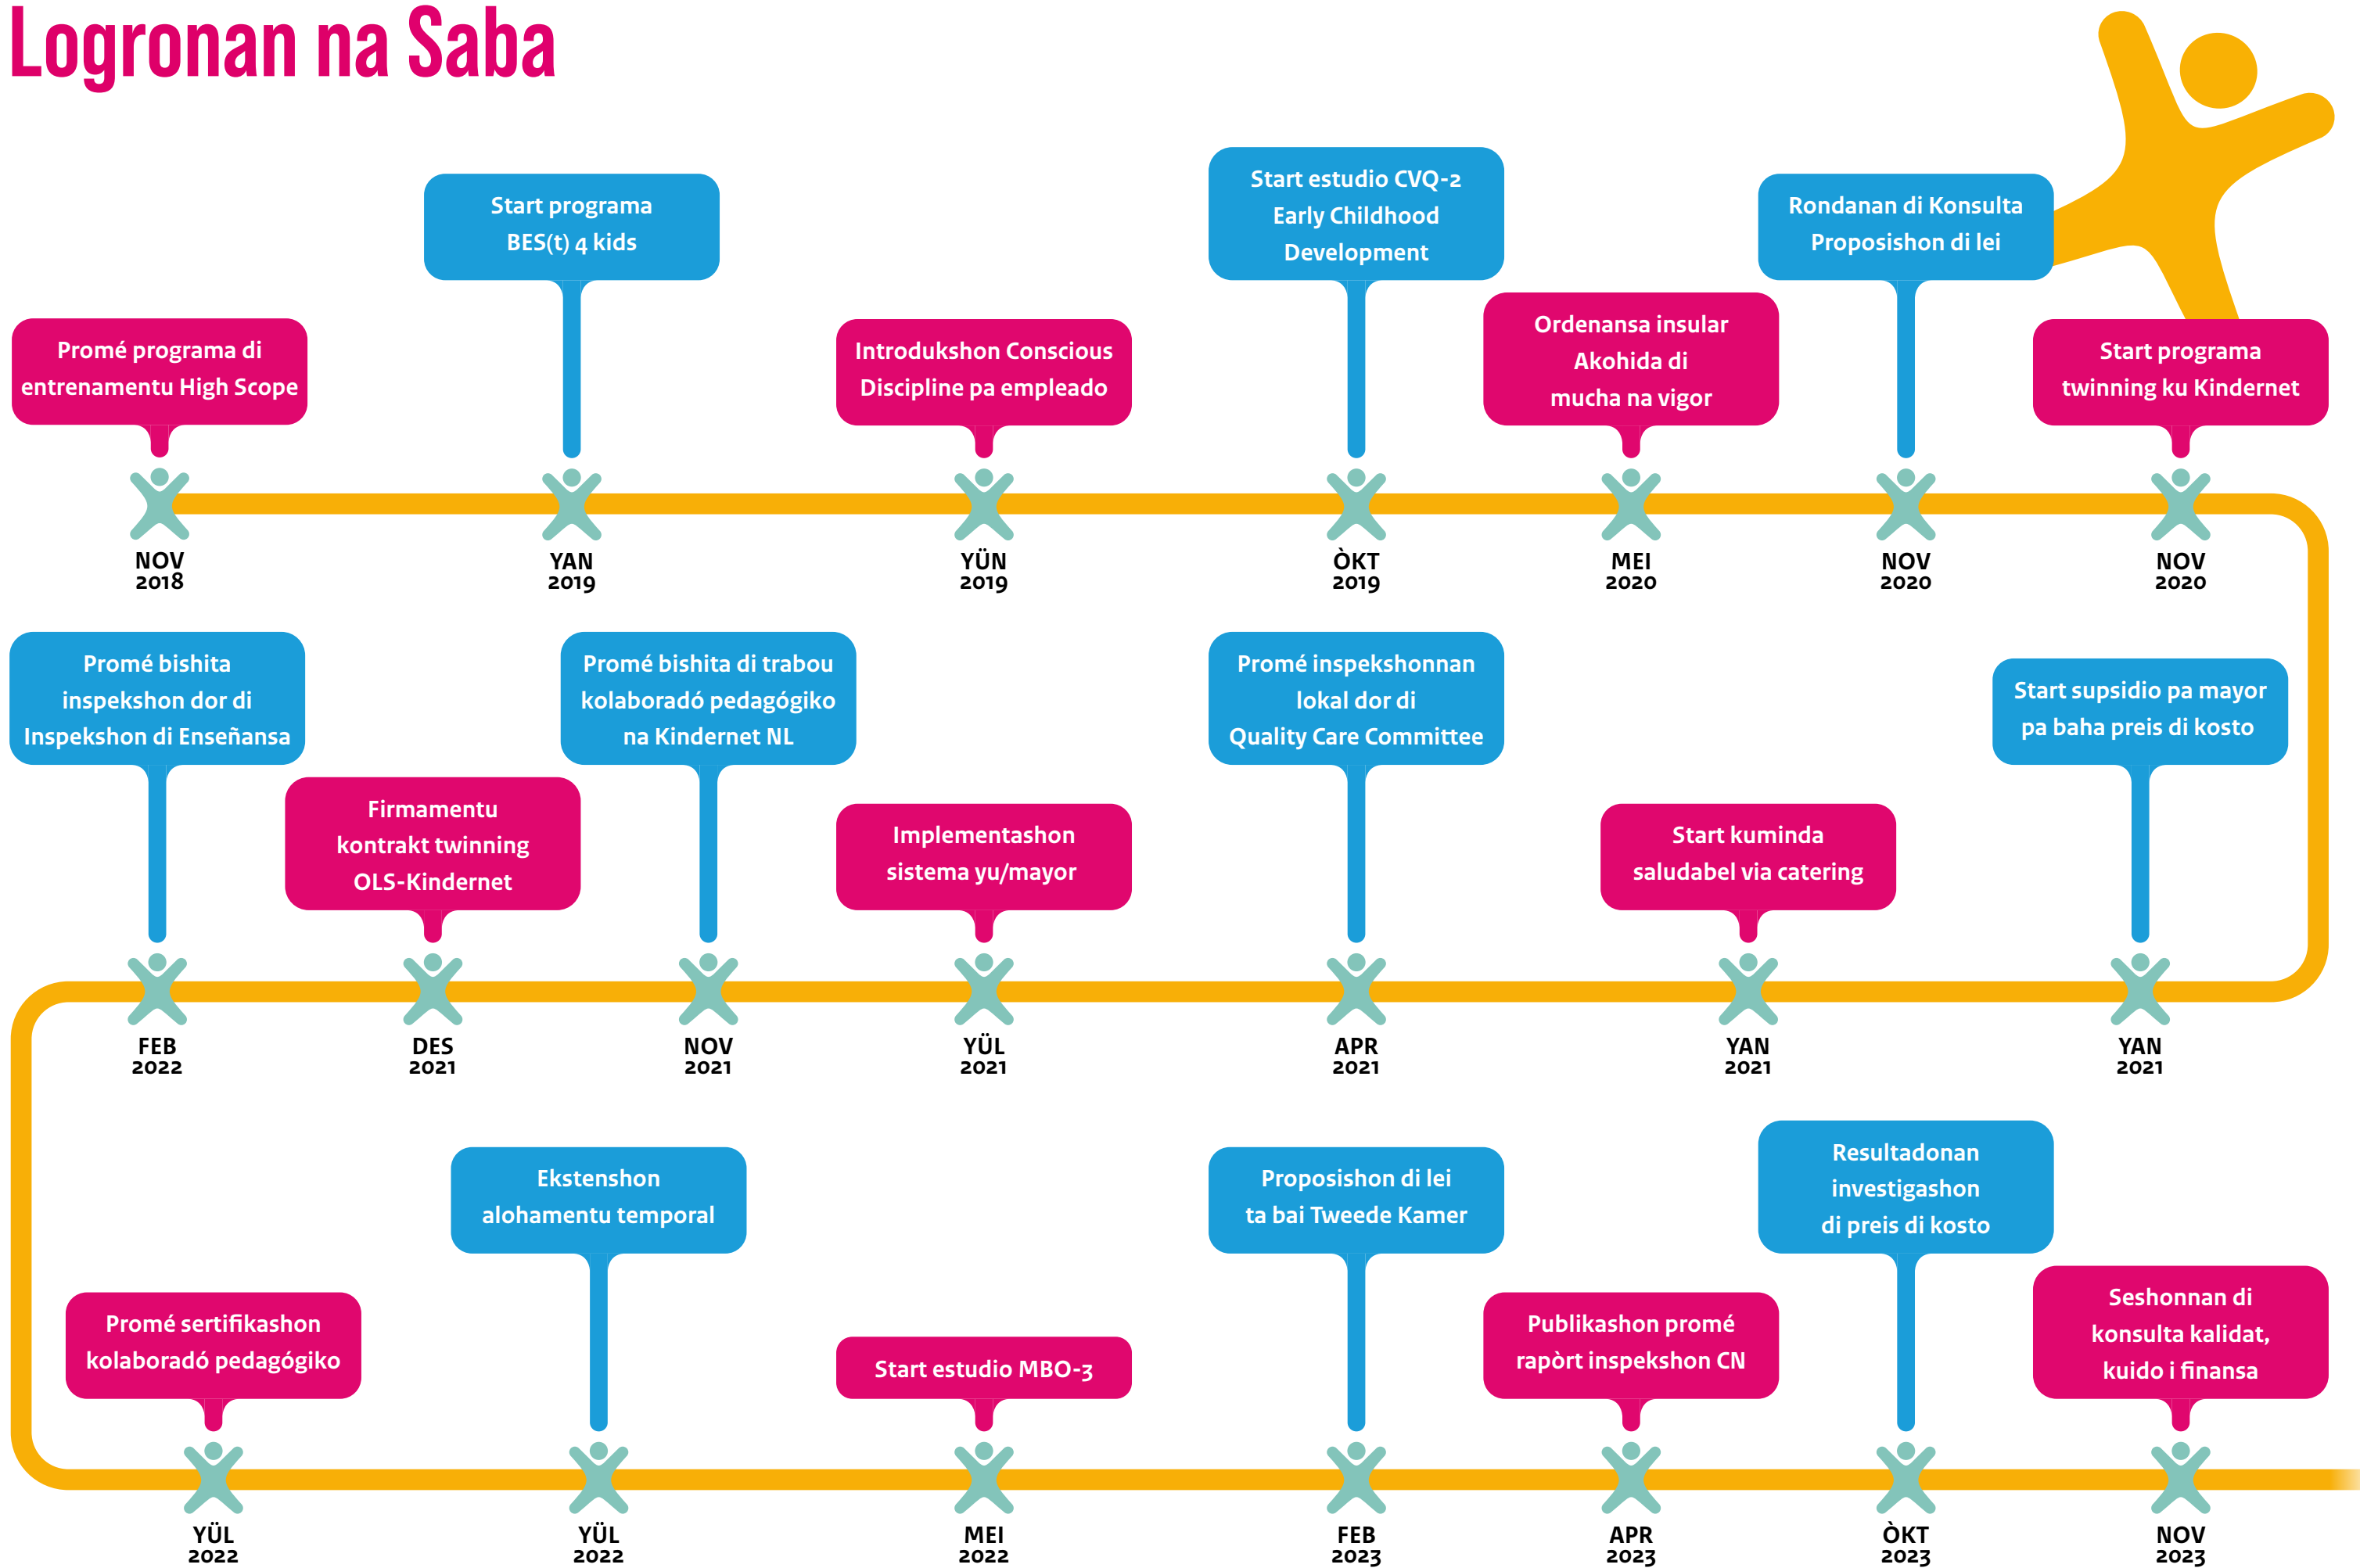 Logronan na Saba
Promé programa di
entrenamentu High Scope
NOV
2018
Start programa
BES(t) 4 kids
YAN
2019
Introdukshon Conscious
Discipline pa empleado
YÜN
2019
Start estudio CVQ-2
Early Childhood
Development
ÒKT
2019
Ordenansa insular
Akohida di
mucha na vigor
MEI
2020
Rondanan di Konsulta
Proposishon di lei
NOV
2020
Start programa
twinning ku Kindernet
NOV
2020
Start supsidio pa mayor
pa baha preis di kosto
YAN
2021
Start kuminda
saludabel via catering
YAN
2021
Promé inspekshonnan
lokal dor di
Quality Care Committee
APR
2021
Implementashon
sistema yu/mayor
YÜL
2021
Promé bishita di trabou
kolaboradó pedagógiko
na Kindernet NL
NOV
2021
Firmamentu
kontrakt twinning
OLS-Kindernet
DES
2021
Promé bishita
inspekshon dor di
Inspekshon di Enseñansa
FEB
2022
Promé sertifikashon
kolaboradó pedagógiko
YÜL
2022
Ekstenshon
alohamentu temporal
YÜL
2022
Start estudio MBO-3
MEI
2022
Proposishon di lei
ta bai Tweede Kamer
FEB
2023
Publikashon promé
rapòrt inspekshon CN
APR
2023
Resultadonan
investigashon
di preis di kosto
ÒKT
2023
Seshonnan di
konsulta kalidat,
kuido i finansa
NOV
2023